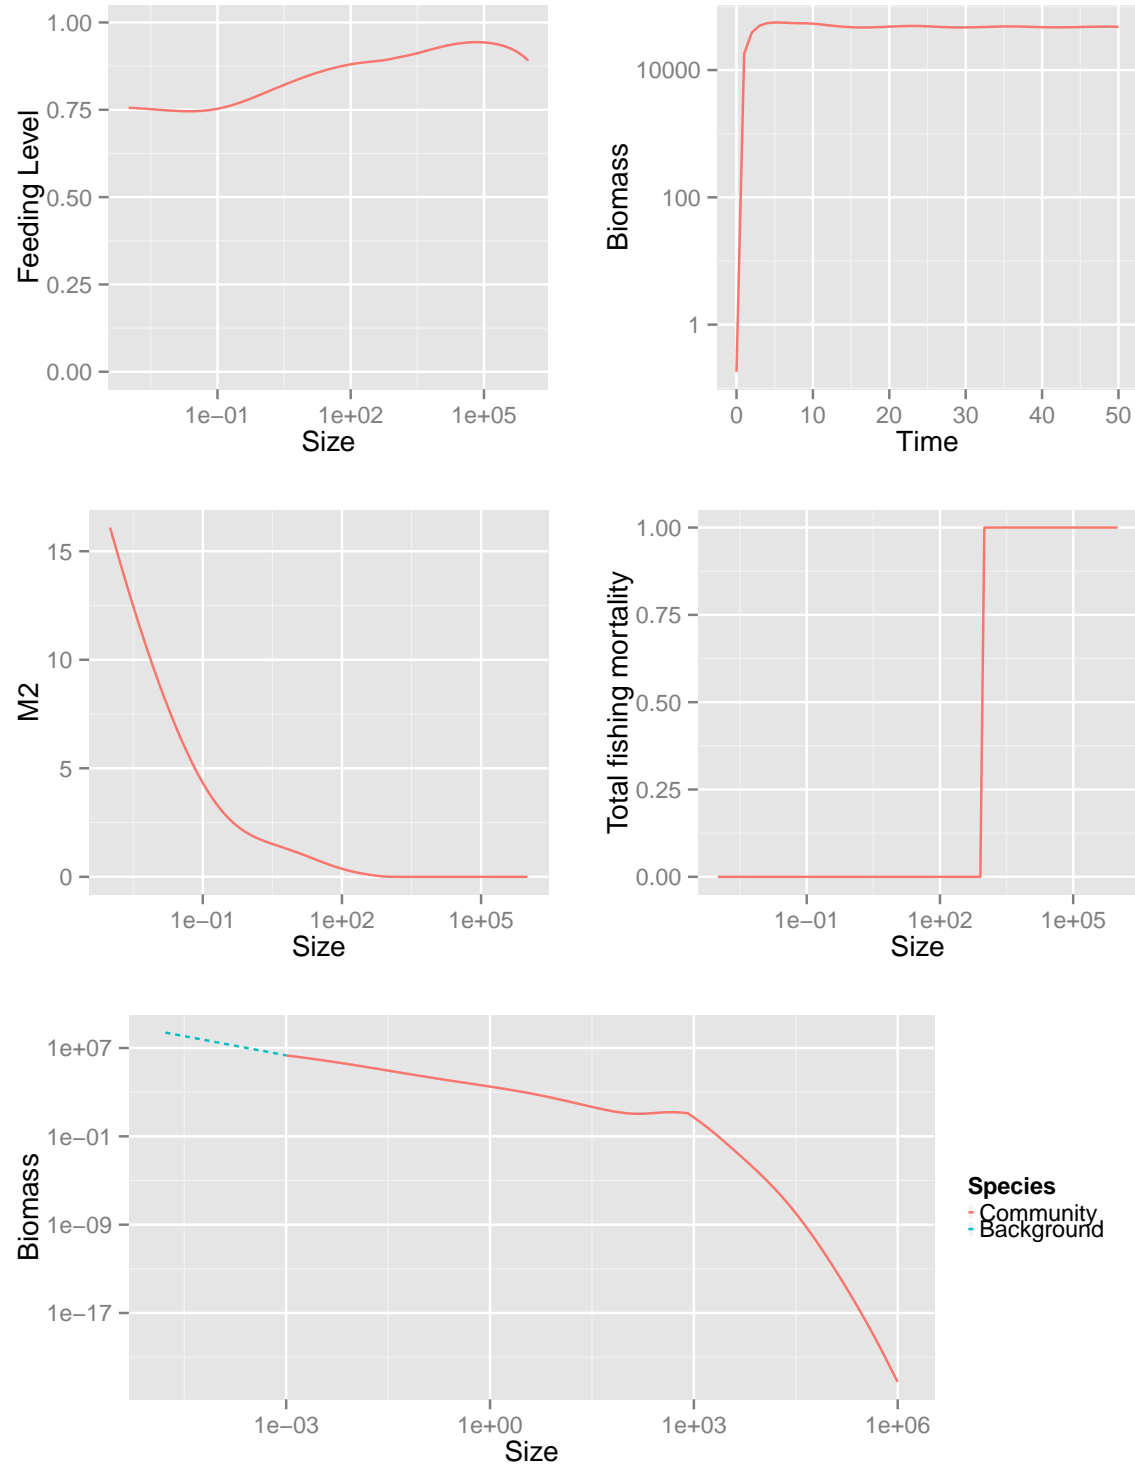 1.00
0.75
0.50
0.25
0.00
Feeding Level
1e−01 1e+02 1e+05
Size
10000
100
1
Biomass
0 10 20 30 40 50
Time
15
10
5
0
M2
1e−01 1e+02 1e+05
Size
1.00
0.75
0.50
0.25
0.00
Total fishing mortality
1e−01 1e+02 1e+05
Size
1e+07
1e−01
1e−09
1e−17
Biomass
1e−03 1e+00 1e+03 1e+06
Size
Species
Community
Background